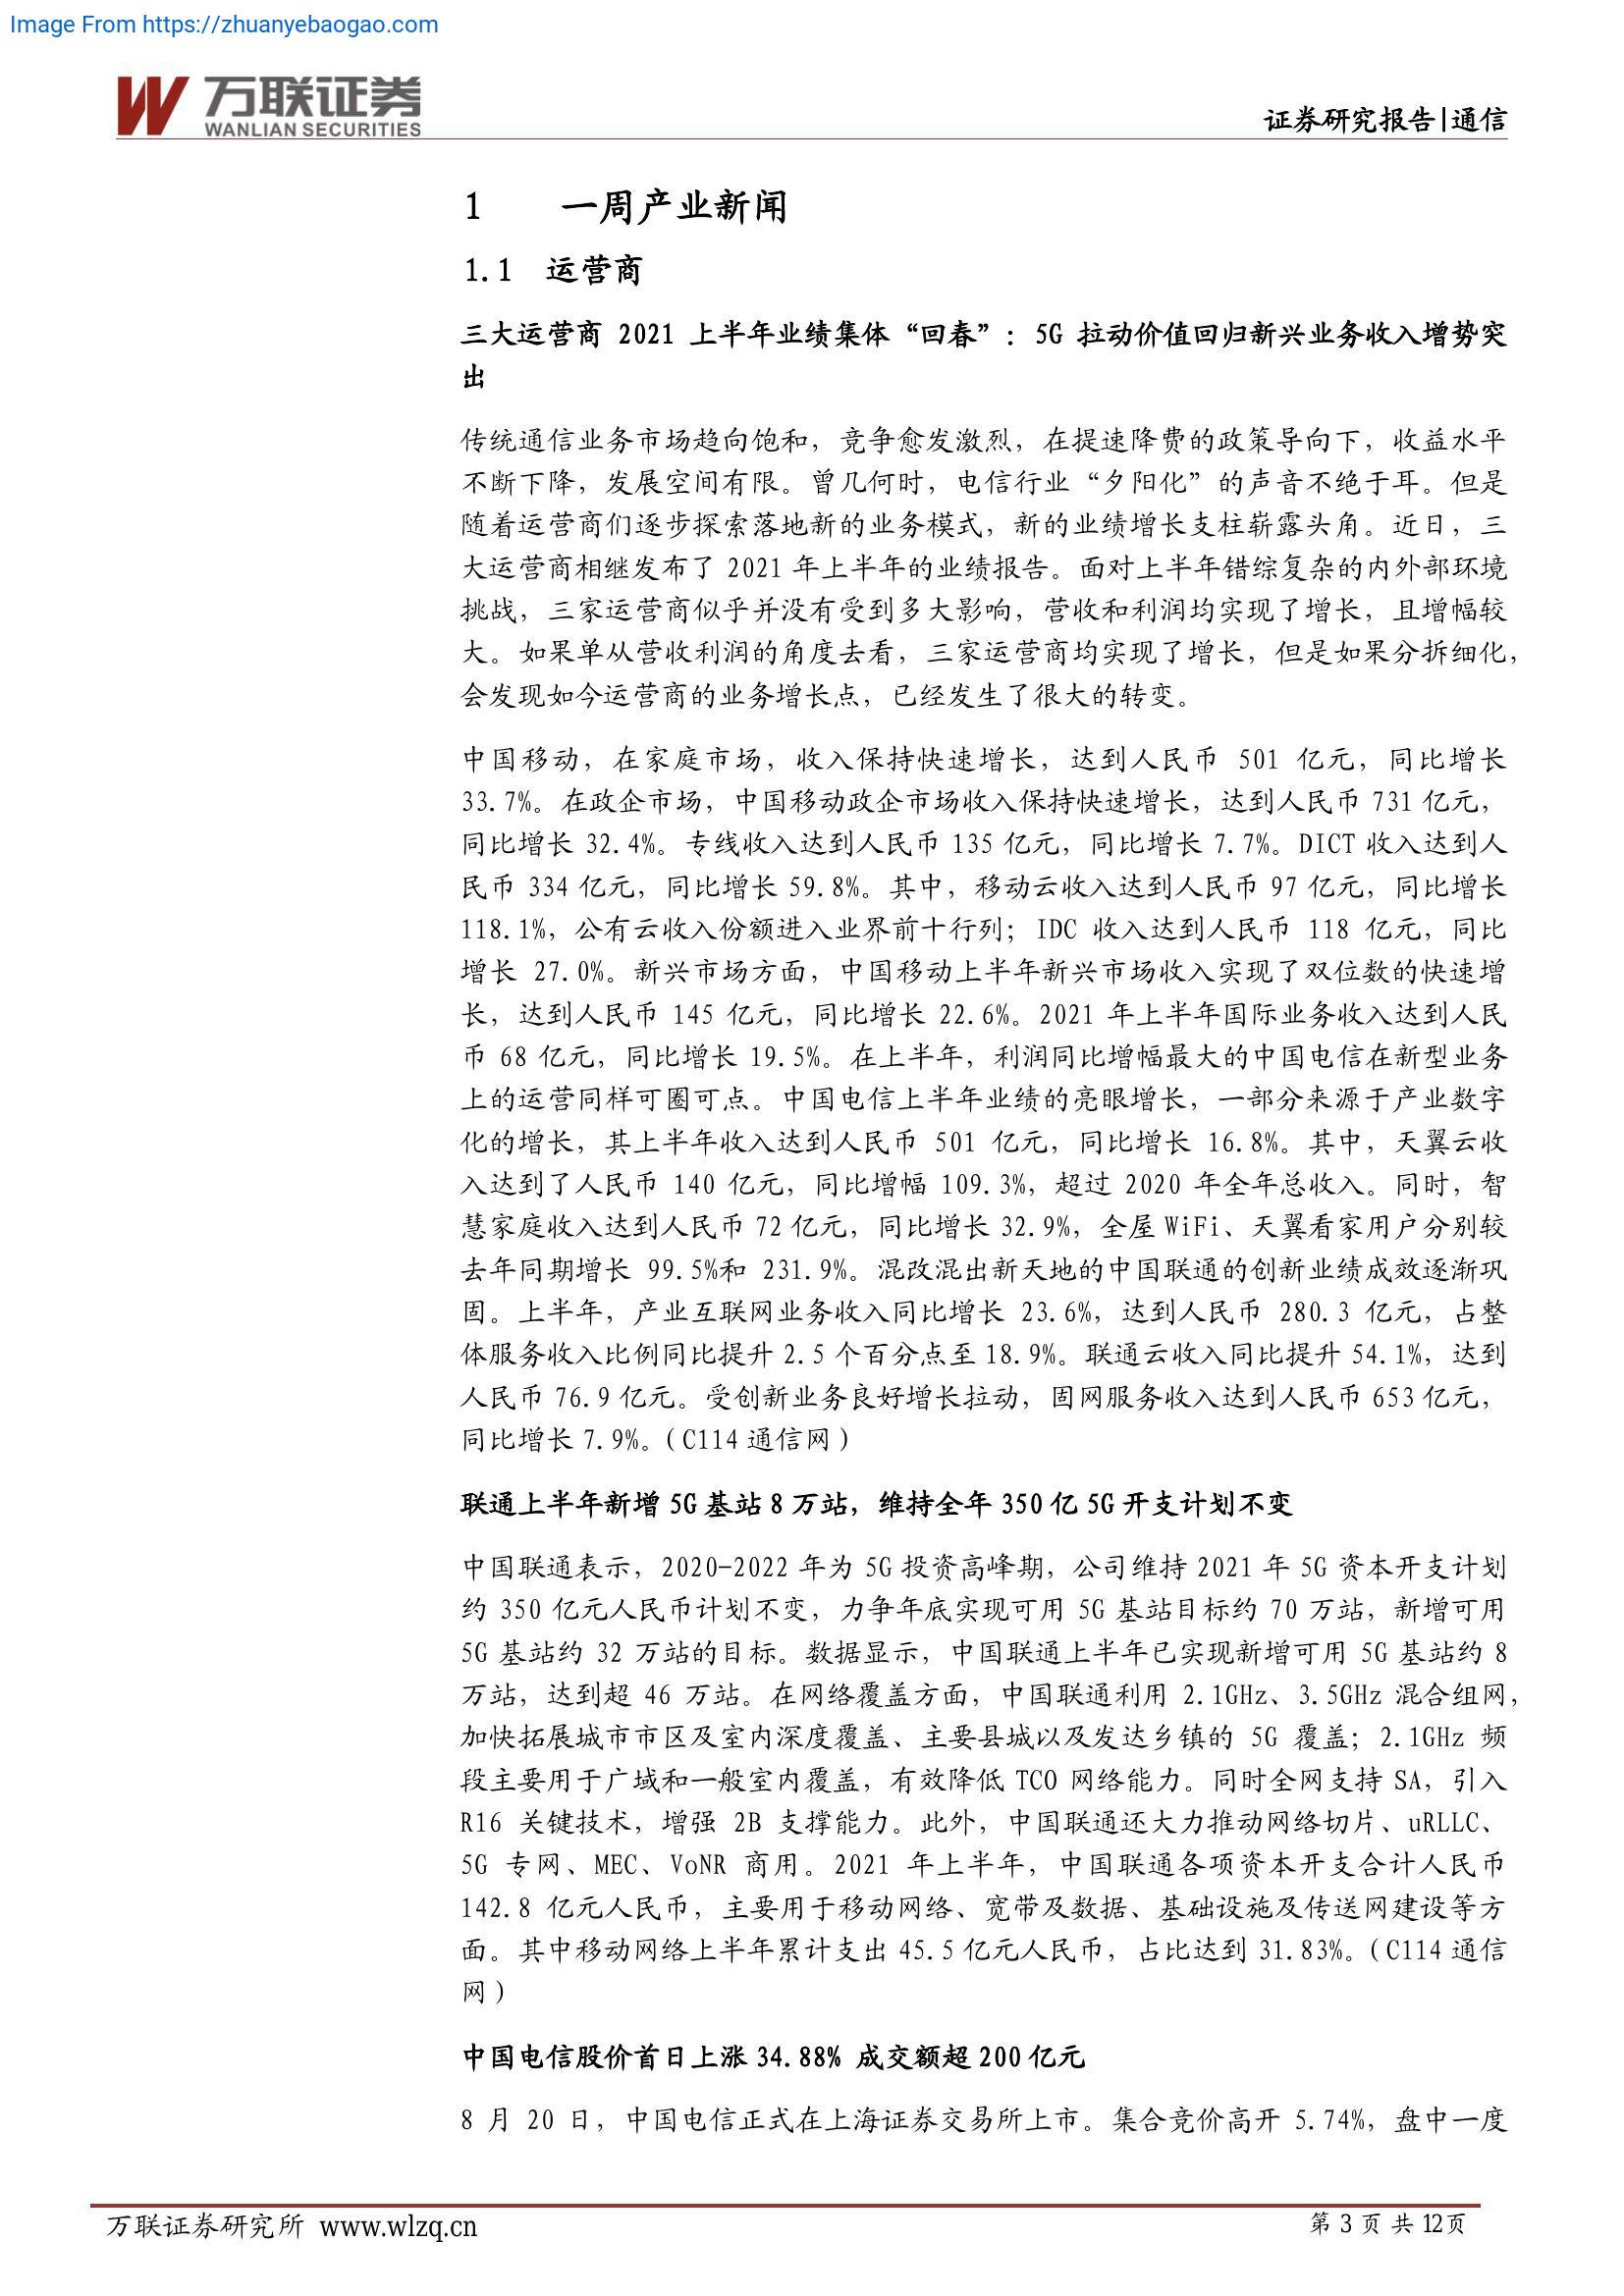 Image From https://zhuanyebaogao.com
万联证券
WANLIAN SECURITIES
证券研究报告|通信
1 一周产业新闻
1.1 运营商
三大运营商 2021 上半年业绩集体“回春”：5G 拉动价值回归新兴业务收入增势突
出
传统通信业务市场趋向饱和，竞争愈发激烈，在提速降费的政策导向下，收益水平
不断下降，发展空间有限。曾几何时，电信行业“夕阳化”的声音不绝于耳。但是
随着运营商们逐步探索落地新的业务模式，新的业绩增长支柱崭露头角。近日，三
大运营商相继发布了 2021 年上半年的业绩报告。面对上半年错综复杂的内外部环境
挑战，三家运营商似乎并没有受到多大影响，营收和利润均实现了增长，且增幅较
大。如果单从营收利润的角度去看，三家运营商均实现了增长，但是如果分拆细化，
会发现如今运营商的业务增长点，已经发生了很大的转变。
中国移动，在家庭市场，收入保持快速增长，达到人民币 501 亿元，同比增长
33.7%。在政企市场，中国移动政企市场收入保持快速增长，达到人民币 731 亿元，
同比增长 32.4%。专线收入达到人民币 135 亿元，同比增长 7.7%。DICT 收入达到人
民币 334 亿元，同比增长 59.8%。其中，移动云收入达到人民币 97 亿元，同比增长
118.1%，公有云收入份额进入业界前十行列；IDC 收入达到人民币 118 亿元，同比
增长 27.0%。新兴市场方面，中国移动上半年新兴市场收入实现了双位数的快速增
长，达到人民币 145 亿元，同比增长 22.6%。2021 年上半年国际业务收入达到人民
币 68 亿元，同比增长 19.5%。在上半年，利润同比增幅最大的中国电信在新型业务
上的运营同样可圈可点。中国电信上半年业绩的亮眼增长，一部分来源于产业数字
化的增长，其上半年收入达到人民币 501 亿元，同比增长 16.8%。其中，天翼云收
入达到了人民币 140 亿元，同比增幅 109.3%，超过 2020 年全年总收入。同时，智
慧家庭收入达到人民币 72 亿元，同比增长 32.9%，全屋 WiFi、天翼看家用户分别较
去年同期增长 99.5%和 231.9%。混改混出新天地的中国联通的创新业绩成效逐渐巩
固。上半年，产业互联网业务收入同比增长 23.6%，达到人民币 280.3 亿元，占整
体服务收入比例同比提升 2.5 个百分点至 18.9%。联通云收入同比提升 54.1%，达到
人民币 76.9 亿元。受创新业务良好增长拉动，固网服务收入达到人民币 653 亿元，
同比增长 7.9%。（C114 通信网）
联通上半年新增 5G 基站 8 万站，维持全年 350 亿 5G 开支计划不变
中国联通表示，2020-2022 年为 5G 投资高峰期，公司维持 2021 年 5G 资本开支计划
约 350 亿元人民币计划不变，力争年底实现可用 5G 基站目标约 70 万站，新增可用
5G 基站约 32 万站的目标。数据显示，中国联通上半年已实现新增可用 5G 基站约 8
万站，达到超 46 万站。在网络覆盖方面，中国联通利用 2.1GHz、3.5GHz 混合组网，
加快拓展城市市区及室内深度覆盖、主要县城以及发达乡镇的 5G 覆盖；2.1GHz 频
段主要用于广域和一般室内覆盖，有效降低 TCO 网络能力。同时全网支持 SA，引入
R16 关键技术，增强 2B 支撑能力。此外，中国联通还大力推动网络切片、uRLLC、
5G 专网、MEC、VoNR 商用。2021 年上半年，中国联通各项资本开支合计人民币
142.8 亿元人民币，主要用于移动网络、宽带及数据、基础设施及传送网建设等方
面。其中移动网络上半年累计支出 45.5 亿元人民币，占比达到 31.83%。（C114 通信
网）
中国电信股价首日上涨 34.88% 成交额超 200 亿元
8 月 20 日，中国电信正式在上海证券交易所上市。集合竞价高开 5.74%，盘中一度
万联证券研究所 www.wlzq.cn
第 3 页 共 12页